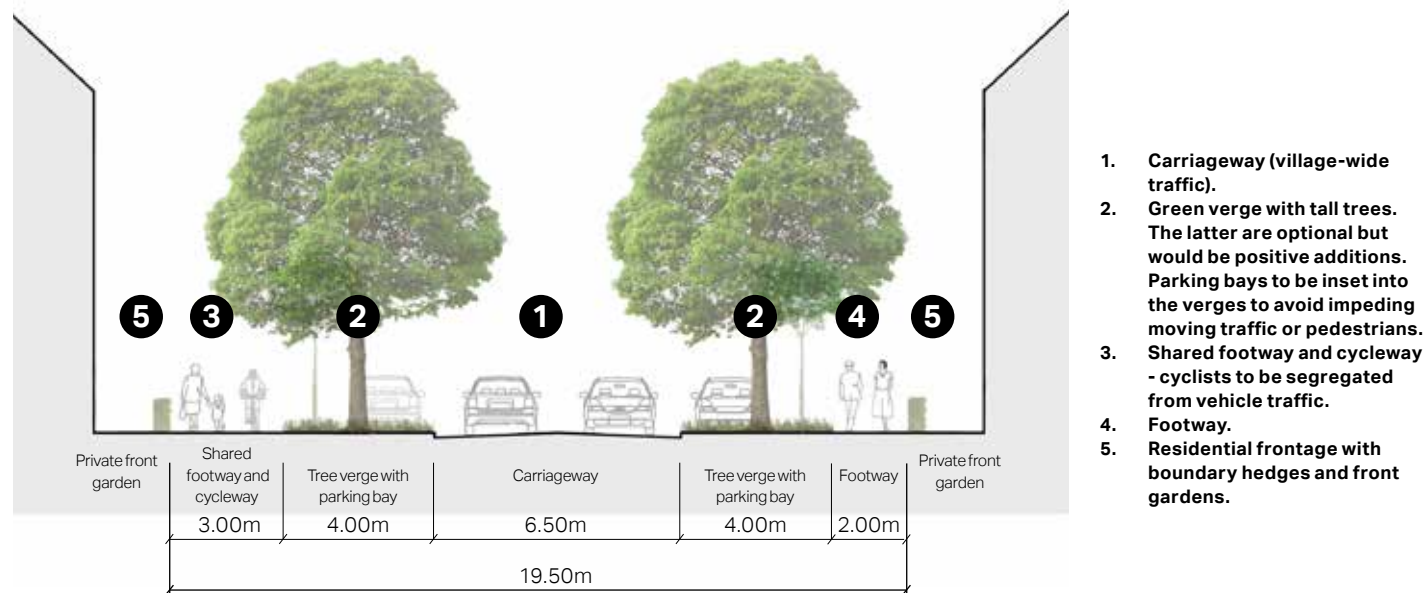 5
3
2
1
2
4
5
Private front
garden
Shared
footway and
cycleway
Tree verge with
parking bay
Carriageway
Tree verge with
parking bay
Footway
Private front
garden
3.00m
4.00m
6.50m
4.00m
2.00m
19.50m
1. Carriageway (village-wide
traffic).
2. Green verge with tall trees.
The latter are optional but
would be positive additions.
Parking bays to be inset into
the verges to avoid impeding
moving traffic or pedestrians.
3. Shared footway and cycleway
- cyclists to be segregated
from vehicle traffic.
4. Footway.
5. Residential frontage with
boundary hedges and front
gardens.